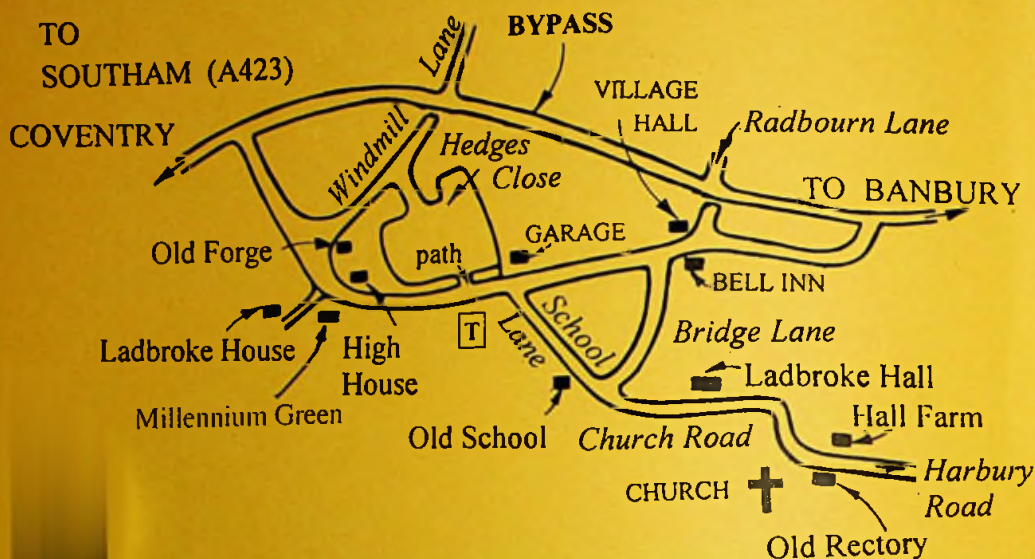 TO
SOUTHAM (A423)
COVENTRY
Lane
BYPASS
VILLAGE
HALL
Radbourn Lane
Windmill
Hedges
Close
TO BANBURY
Old Forge
path
GARAGE
BELL INN
T
School
Lane
Bridge Lane
Ladbroke House
High
House
Millennium Green
Old School
Ladbroke Hall
Church Road
Hall Farm
CHURCH
Harbury
Road
Old Rectory